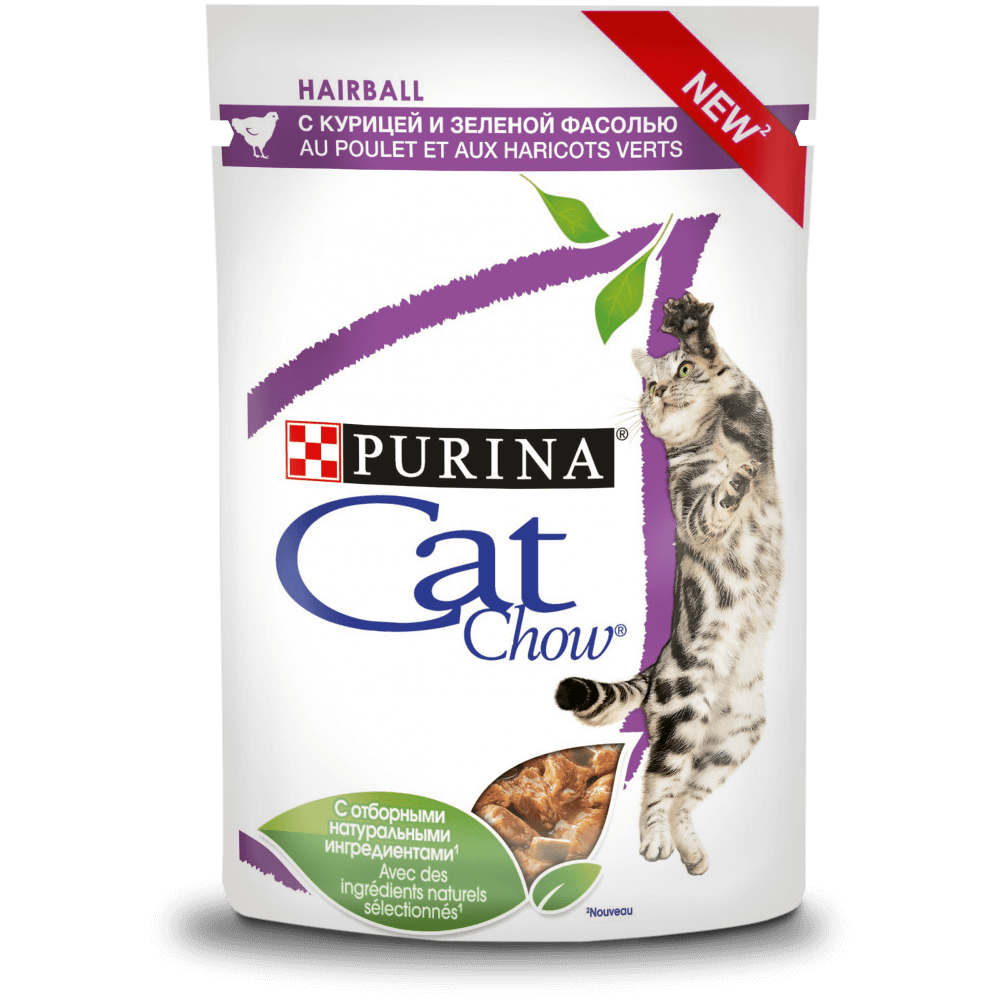 HAIRBALL
С КУРИЦЕЙ И ЗЕЛЕНОЙ ФАСОЛЬЮ
AU POULET ET AUX HARICOTS VERTS
NEW²
PURINA®
Cat
Chow®
С отборными
натуральными
ингредиентами¹
Avec des
ingrédients naturels
sélectionnés¹
²Nouveau